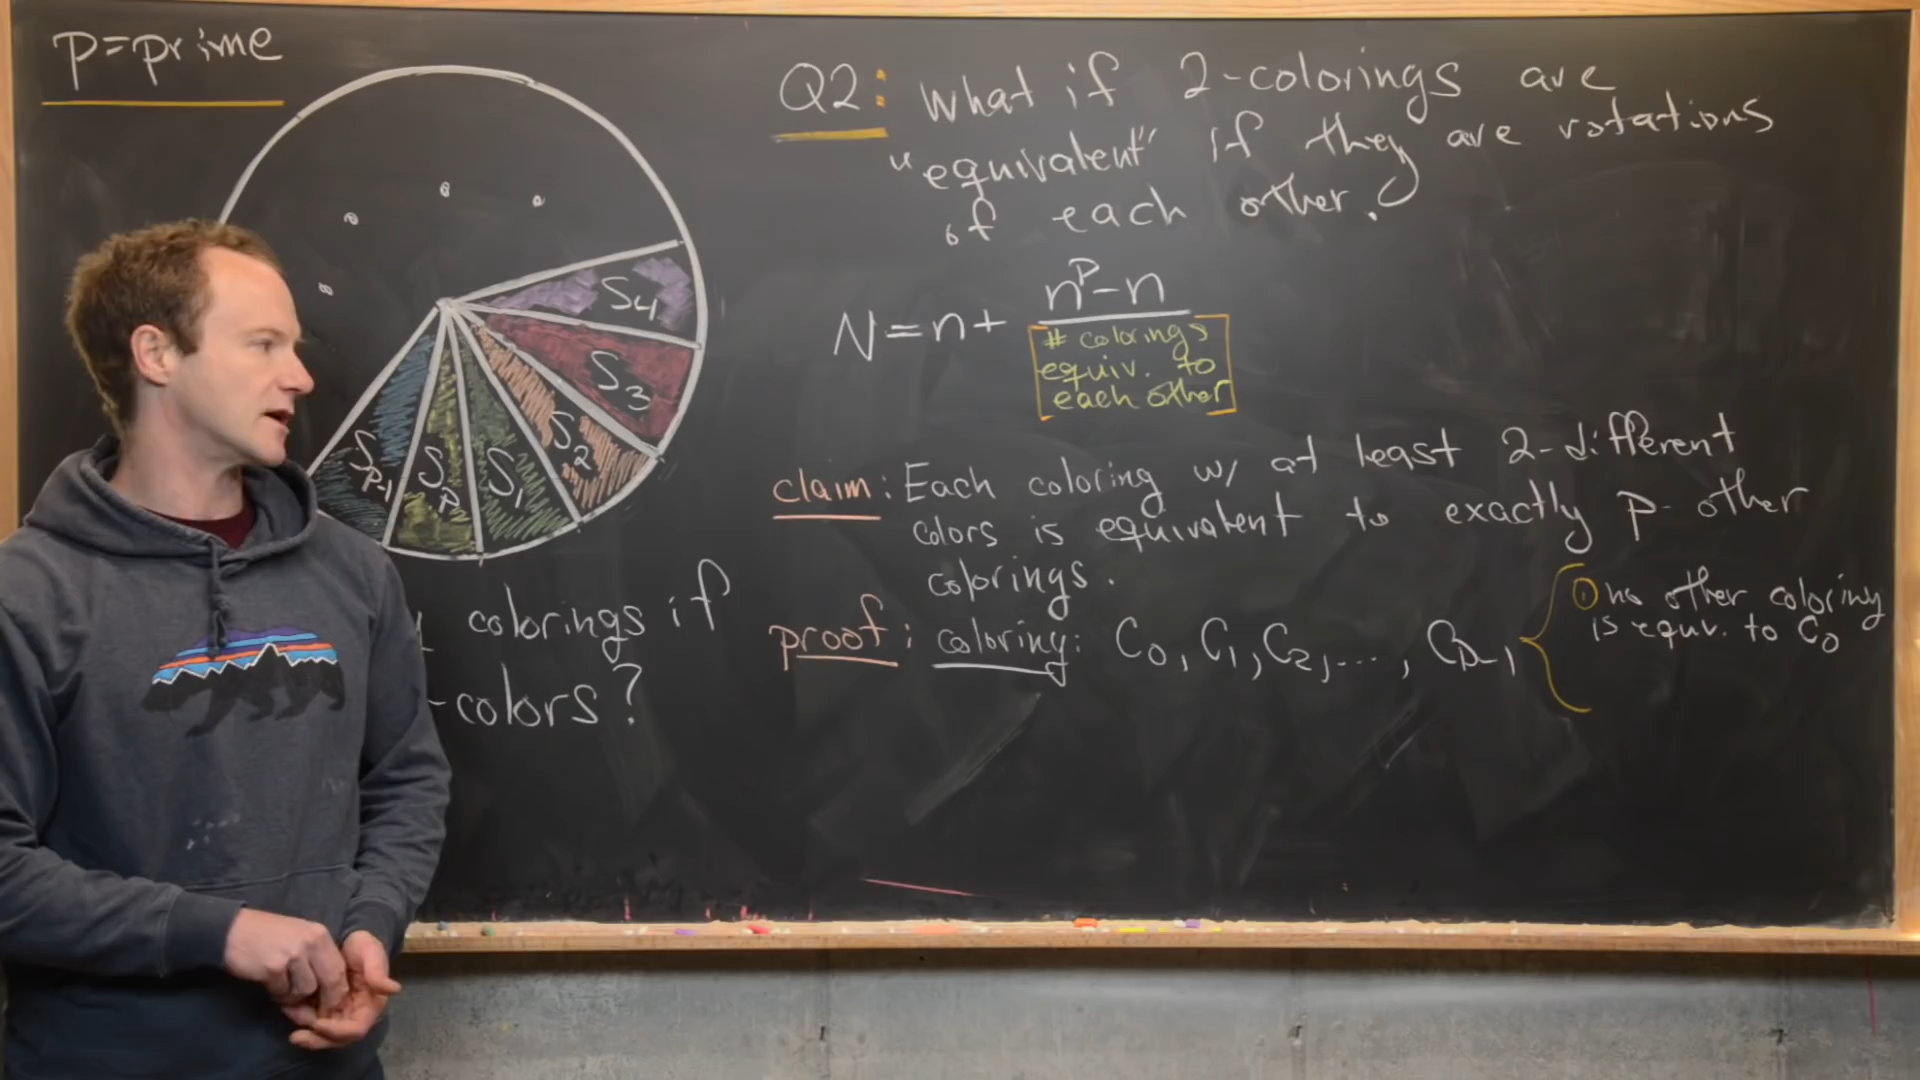 p=prime
S4
S3
S2
S1
Sp
Sp-1
colorings if
-colors?
Q2: What if 2-colorings are
"equivalent" if they are rotations
of each other.
N = n + (n^p - n) /
# colorings
equiv. to
each other
claim: Each coloring w/ at least 2-different
colors is equivalent to exactly p- other
colorings.
proof: coloring: C0, C1, C2, ..., Cp-1
① no other coloring
is equiv. to C0